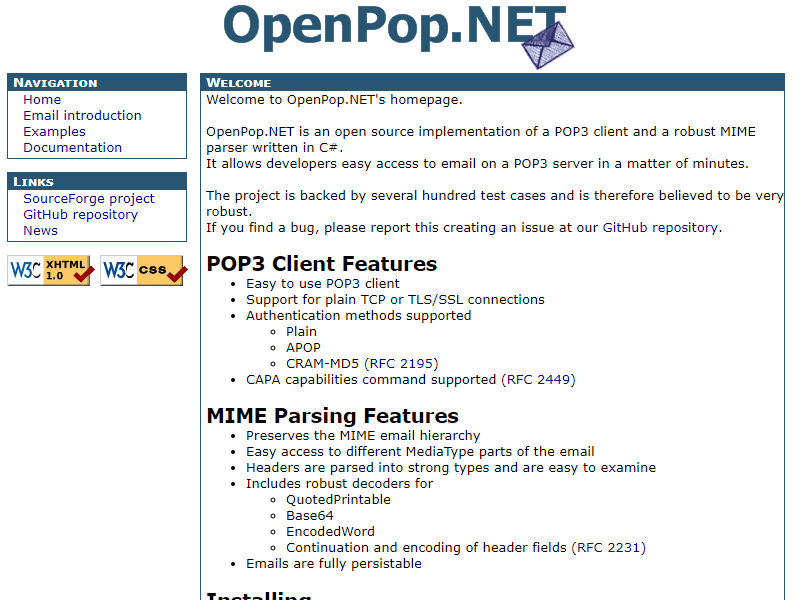 OpenPop.NET
Navigation
Home
Email introduction
Examples
Documentation
Links
SourceForge project
GitHub repository
News
W3C XHTML 1.0
W3C css
Welcome
Welcome to OpenPop.NET's homepage.
OpenPop.NET is an open source implementation of a POP3 client and a robust MIME
parser written in C#.
It allows developers easy access to email on a POP3 server in a matter of minutes.
The project is backed by several hundred test cases and is therefore believed to be very
robust.
If you find a bug, please report this creating an issue at our GitHub repository.
POP3 Client Features
Easy to use POP3 client
Support for plain TCP or TLS/SSL connections
Authentication methods supported
Plain
APOP
CRAM-MD5 (RFC 2195)
CAPA capabilities command supported (RFC 2449)
MIME Parsing Features
Preserves the MIME email hierarchy
Easy access to different MediaType parts of the email
Headers are parsed into strong types and are easy to examine
Includes robust decoders for
QuotedPrintable
Base64
EncodedWord
Continuation and encoding of header fields (RFC 2231)
Emails are fully persistable
Installing